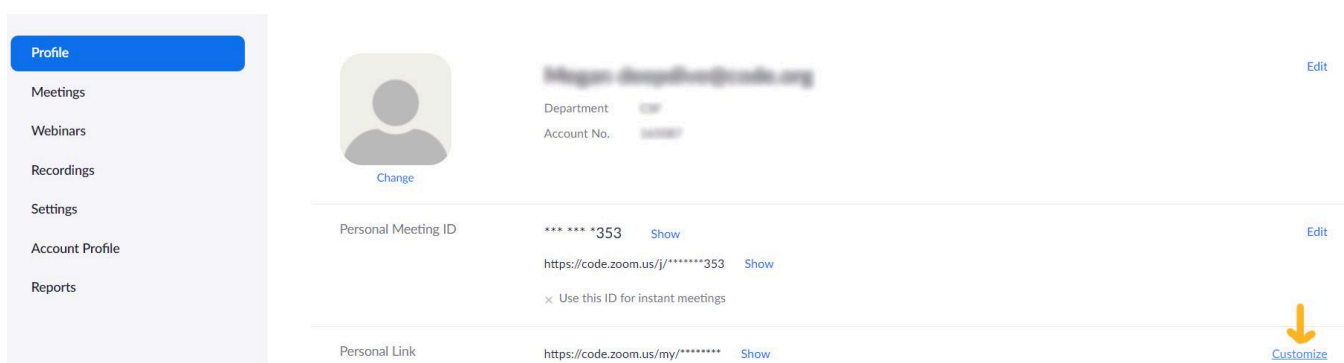 Profile
Meetings
Webinars
Recordings
Settings
Account Profile
Reports
Edit
Department
Account No.
Change
Personal Meeting ID *** *** *353 Show Edit
https://code.zoom.us/j/*******353 Show
× Use this ID for instant meetings
Personal Link https://code.zoom.us/my/******** Show Customize